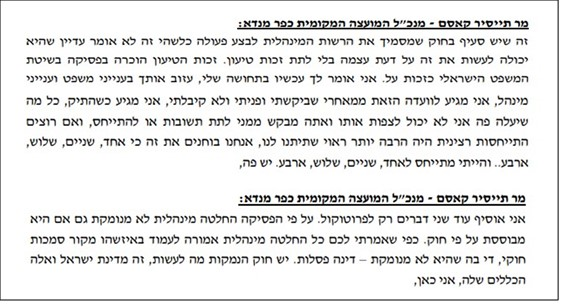 מר תייסיר קאסם - מנכ"ל המועצה המקומית כפר מנדא:
זה שיש סעיף בחוק שמסמיך את הרשות המינהלית לבצע פעולה כלשהי זה לא אומר עדיין שהיא
יכולה לעשות את זה על דעת עצמה בלי לתת זכות טיעון. זכות הטיעון הוכרה בפסיקה בשיטת
המשפט הישראלי כזכות על. אני אומר לך עכשיו בתחושה שלי, עזוב אותך בענייני משפט וענייני
מינהל, אני מגיע לוועדה הזאת ממאחרי שביקשתי ופניתי ולא קיבלתי, אני מגיע כשהתיק, כל מה
שיעלה פה אני לא יכול לצפות אותו ואתה מבקש ממני לתת תשובות או להתייחס, ואם רוצים
התייחסות רצינית היה הרבה יותר ראוי שתיתנו לנו, אנחנו בוחנים את זה כי אחד, שניים, שלוש,
ארבע.. והייתי מתייחס לאחד, שניים, שלוש, ארבע. יש פה,
מר תייסיר קאסם - מנכ"ל המועצה המקומית כפר מנדא:
אני אוסיף עוד שני דברים רק לפרוטוקול. על פי הפסיקה החלטה מינהלית לא מנומקת גם אם היא
מבוססת על פי חוק. כפי שאמרתי לכם כל החלטה מינהלית אמורה לעמוד באיזשהו מקור סמכות
חוקי, די בה שהיא לא מנומקת – דינה פסלות. יש חוק הנמקות מה לעשות, זה מדינת ישראל ואלה
הכללים שלה, אני כאן,